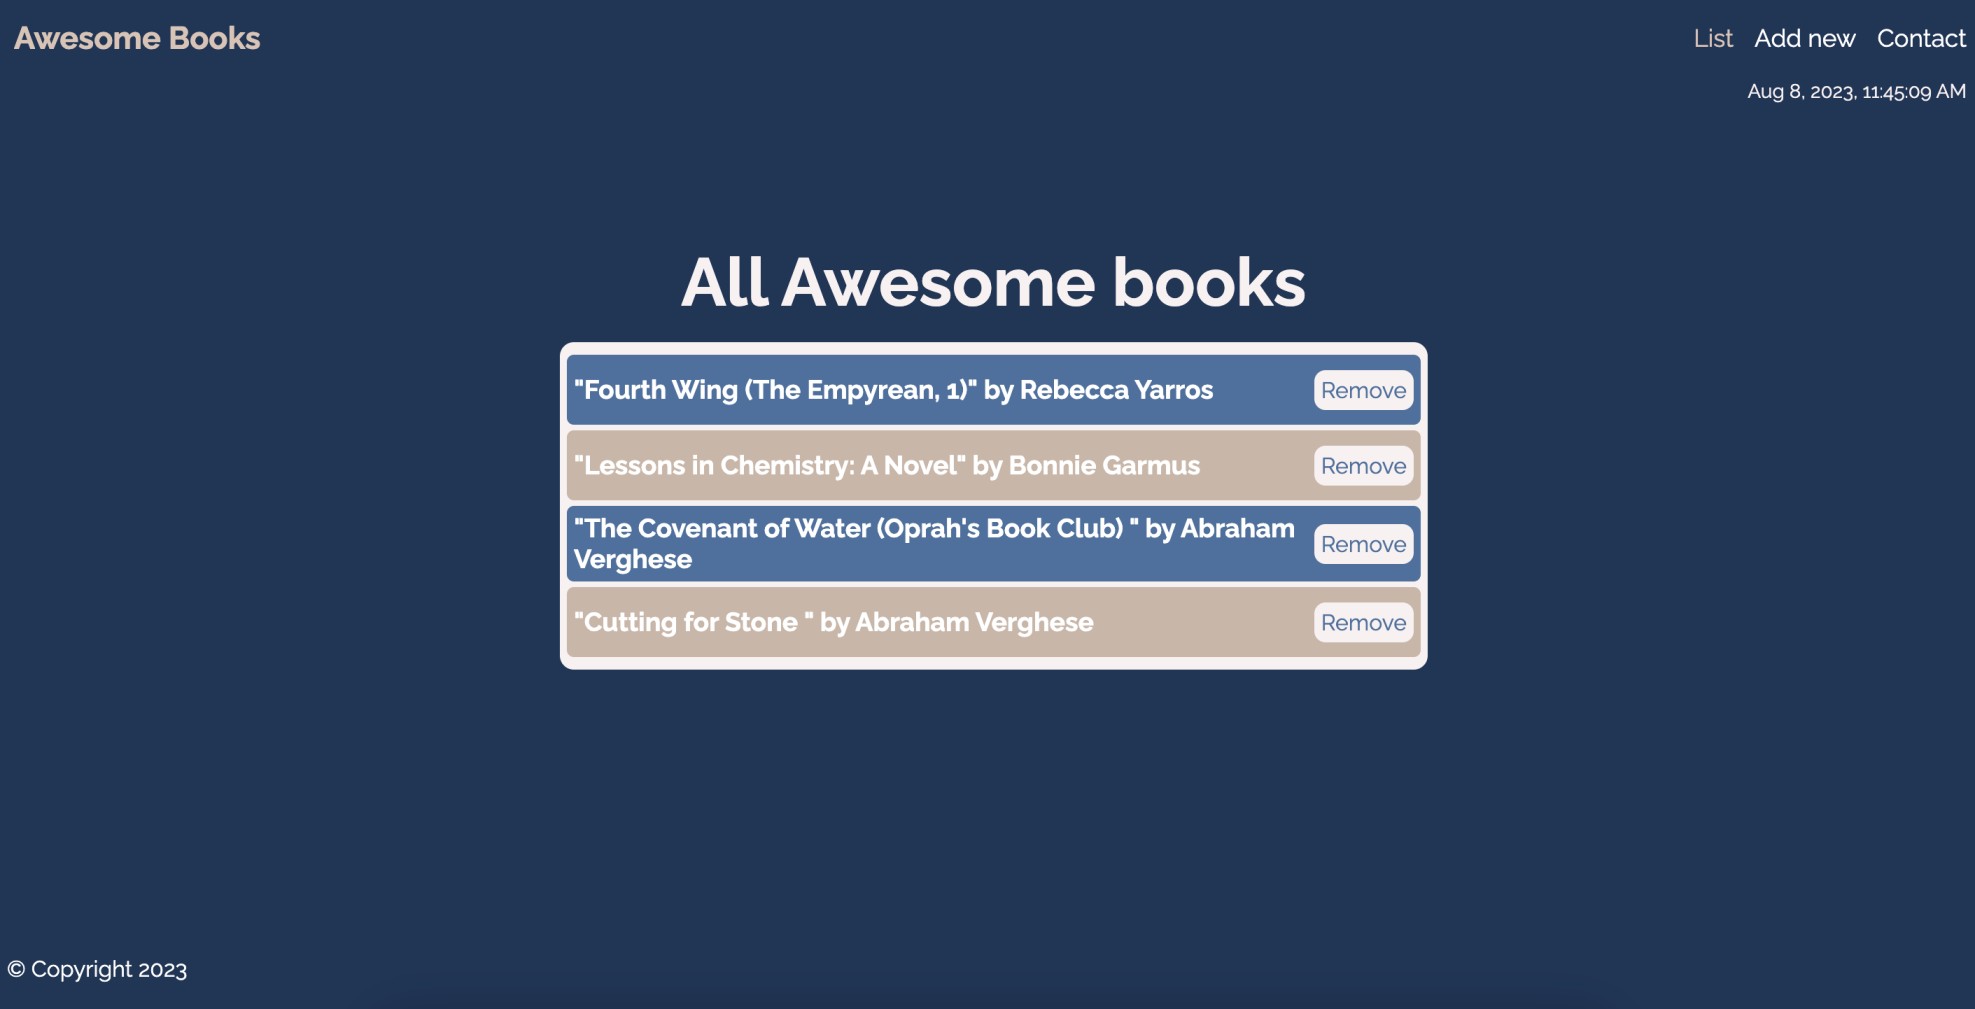 Awesome Books
List Add new Contact
Aug 8, 2023, 11:45:09 AM
All Awesome books
"Fourth Wing (The Empyrean, 1)" by Rebecca Yarros Remove
"Lessons in Chemistry: A Novel" by Bonnie Garmus Remove
"The Covenant of Water (Oprah's Book Club) " by Abraham
Verghese
Remove
"Cutting for Stone " by Abraham Verghese Remove
© Copyright 2023